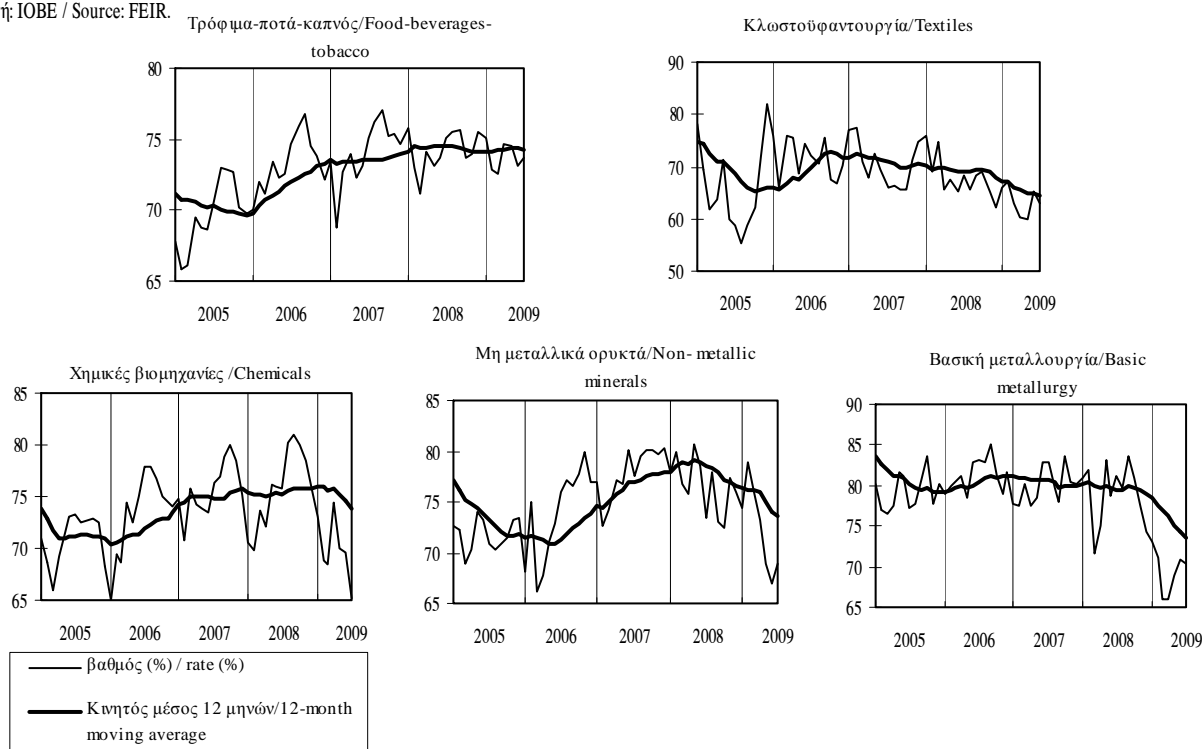 ή: ΙΟΒΕ / Source: FEIR.
Τρόφιμα-ποτά-καπνός/Food-beverages-
tobacco
80
75
70
65
2005 2006 2007 2008 2009
Κλωστοϋφαντουργία/Textiles
90
80
70
60
50
2005 2006 2007 2008 2009
Χημικές βιομηχανίες /Chemicals
85
80
75
70
65
2005 2006 2007 2008 2009
Μη μεταλλικά ορυκτά/Non- metallic
minerals
85
80
75
70
65
2005 2006 2007 2008 2009
Βασική μεταλλουργία/Basic
metallurgy
90
85
80
75
70
65
2005 2006 2007 2008 2009
βαθμός (%) / rate (%)
Κινητός μέσος 12 μηνών/12-month
moving average